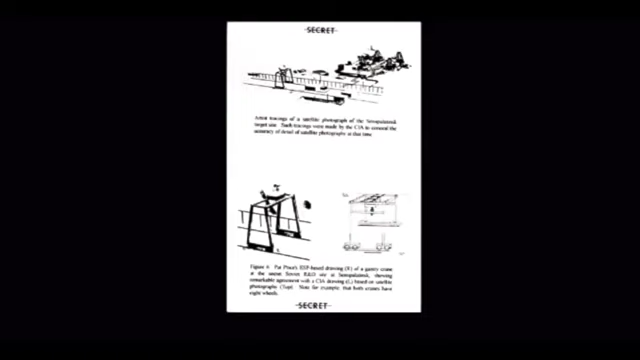 SECRET
Artist tracings of a satellite photograph of the Semipalatinsk
target site. Such tracings were made by the CIA to conceal the
accuracy of detail of satellite photographs at that time.
Figure 4. Pat Price's ESP-based drawing (R) of a gantry crane
at the secret Soviet R&D site at Semipalatinsk, showing
remarkable agreement with a CIA drawing (L) based on satellite
photographs (Top). Note for example, that both cranes have
eight wheels.
SECRET